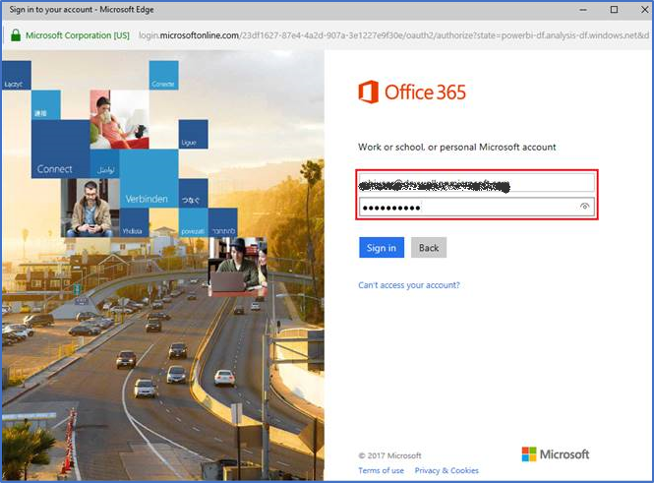 Sign in to your account - Microsoft Edge
Microsoft Corporation [US] login.microsoftonline.com/23df1627-87e4-4a2d-907a-3e1227e9f30e/oauth2/authorize?state=powerbi-df.analysis-df.windows.net&d
Łączyć
Conecte
連接
Ligue
Connect
تواصل
Verbinden
つなぐ
Yhdistä
povezati
Office 365
Work or school, or personal Microsoft account
●●●●●●●●●●
Sign in Back
Can't access your account?
© 2017 Microsoft
Microsoft
Terms of use Privacy & Cookies